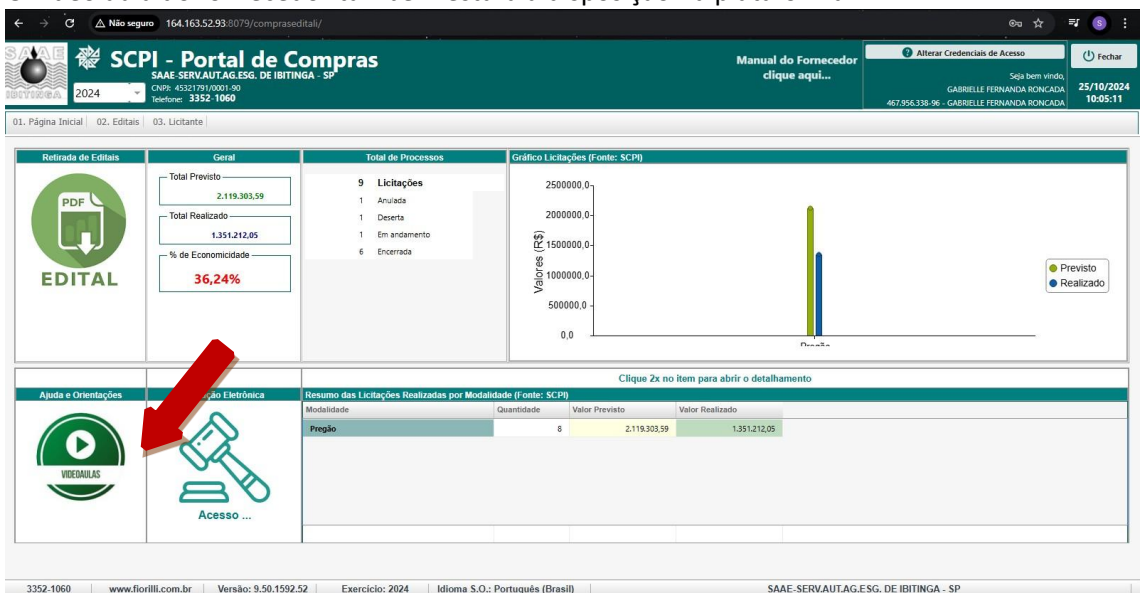 Não seguro 164.163.52.93:8079/compraseditali/
S
SAAE
IBITINGA
SCPI - Portal de Compras
SAAE-SERV.AUT.AG.ESG. DE IBITINGA - SP
CNPJ: 45321791/0001-90
2024
Telefone: 3352-1060
Manual do Fornecedor
clique aqui...
Alterar Credenciais de Acesso
Seja bem vindo,
GABRIELLE FERNANDA RONCADA
467.956.338-96 - GABRIELLE FERNANDA RONCADA
Fechar
25/10/2024
10:05:11
01. Página Inicial 02. Editais 03. Licitante
Retirada de Editais
PDF
EDITAL
Geral
Total Previsto
2.119.303,59
Total Realizado
1.351.212,05
% de Economicidade
36,24%
Total de Processos
9 Licitações
1 Anulada
1 Deserta
1 Em andamento
6 Encerrada
Gráfico Licitações (Fonte: SCPI)
Valores (R$)
2500000,0
2000000,0
1500000,0
1000000,0
500000,0
0,0
Pregão
Previsto
Realizado
Clique 2x no item para abrir o detalhamento
Ajuda e Orientações
VIDEOAULAS
Eletrônica
Acesso ...
Resumo das Licitações Realizadas por Modalidade (Fonte: SCPI)
Modalidade Quantidade Valor Previsto Valor Realizado
Pregão 8 2.119.303,59 1.351.212,05
3352-1060 www.fiorilli.com.br Versão: 9.50.1592.52 Exercício: 2024 Idioma S.O.: Português (Brasil) SAAE-SERV.AUT.AG.ESG. DE IBITINGA - SP